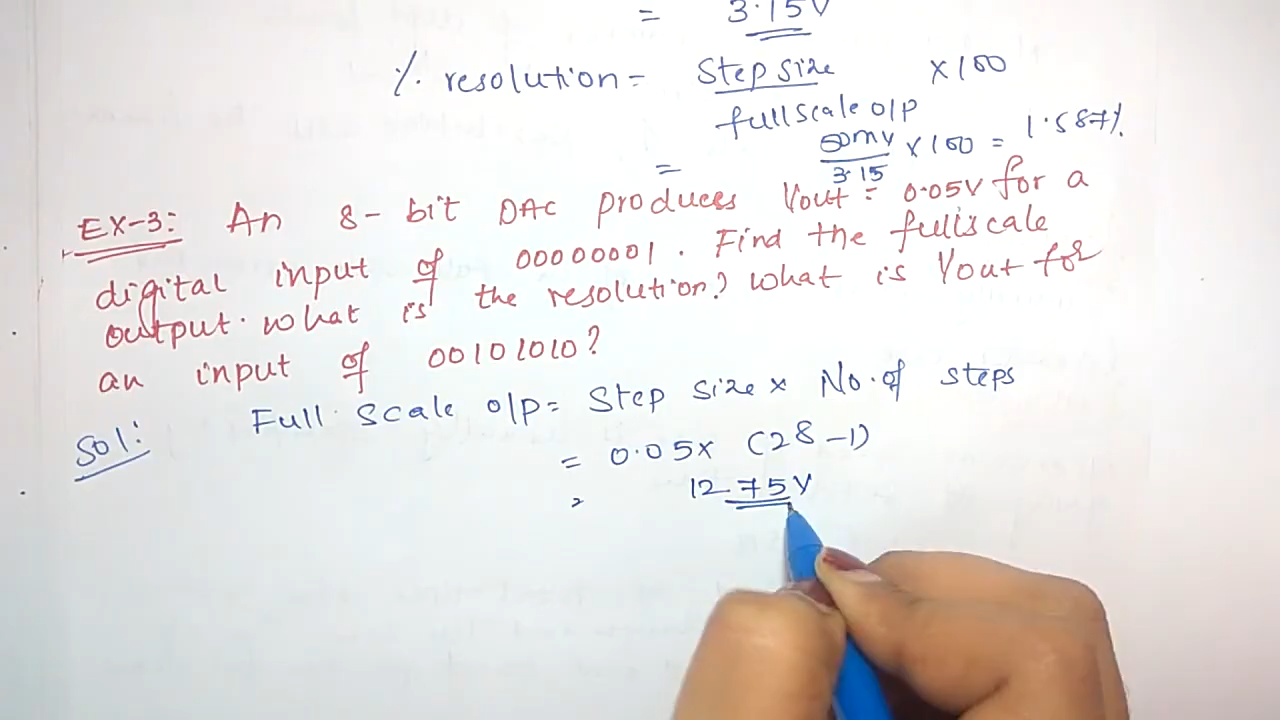 = 3.15V
% resolution = Step size / fullscale o/p × 100
= 50mV / 3.15 × 100 = 1.587%
EX-3: An 8-bit DAC produces Vout = 0.05V for a
digital input of 00000001. Find the fullscale
output. what is the resolution? what is Vout for
an input of 00101010?
Sol: Full scale o/p = Step size × No. of steps
= 0.05 × (2⁸-1)
= 12.75V